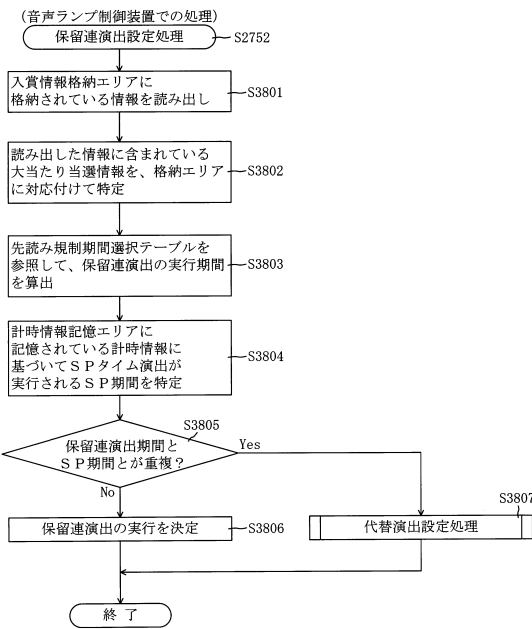 （音声ランプ制御装置での処理）
保留連演出設定処理
S2752
入賞情報格納エリアに
格納されている情報を読み出し
S3801
読み出した情報に含まれている
大当たり当選情報を、格納エリア
に対応付けて特定
S3802
先読み規制期間選択テーブルを
参照して、保留連演出の実行期間
を算出
S3803
計時情報記憶エリアに
記憶されている計時情報に
基づいてＳＰタイム演出が
実行されるＳＰ期間を特定
S3804
S3805
保留連演出期間と
ＳＰ期間とが重複？
Yes
No
保留連演出の実行を決定
S3806
S3807
代替演出設定処理
終了